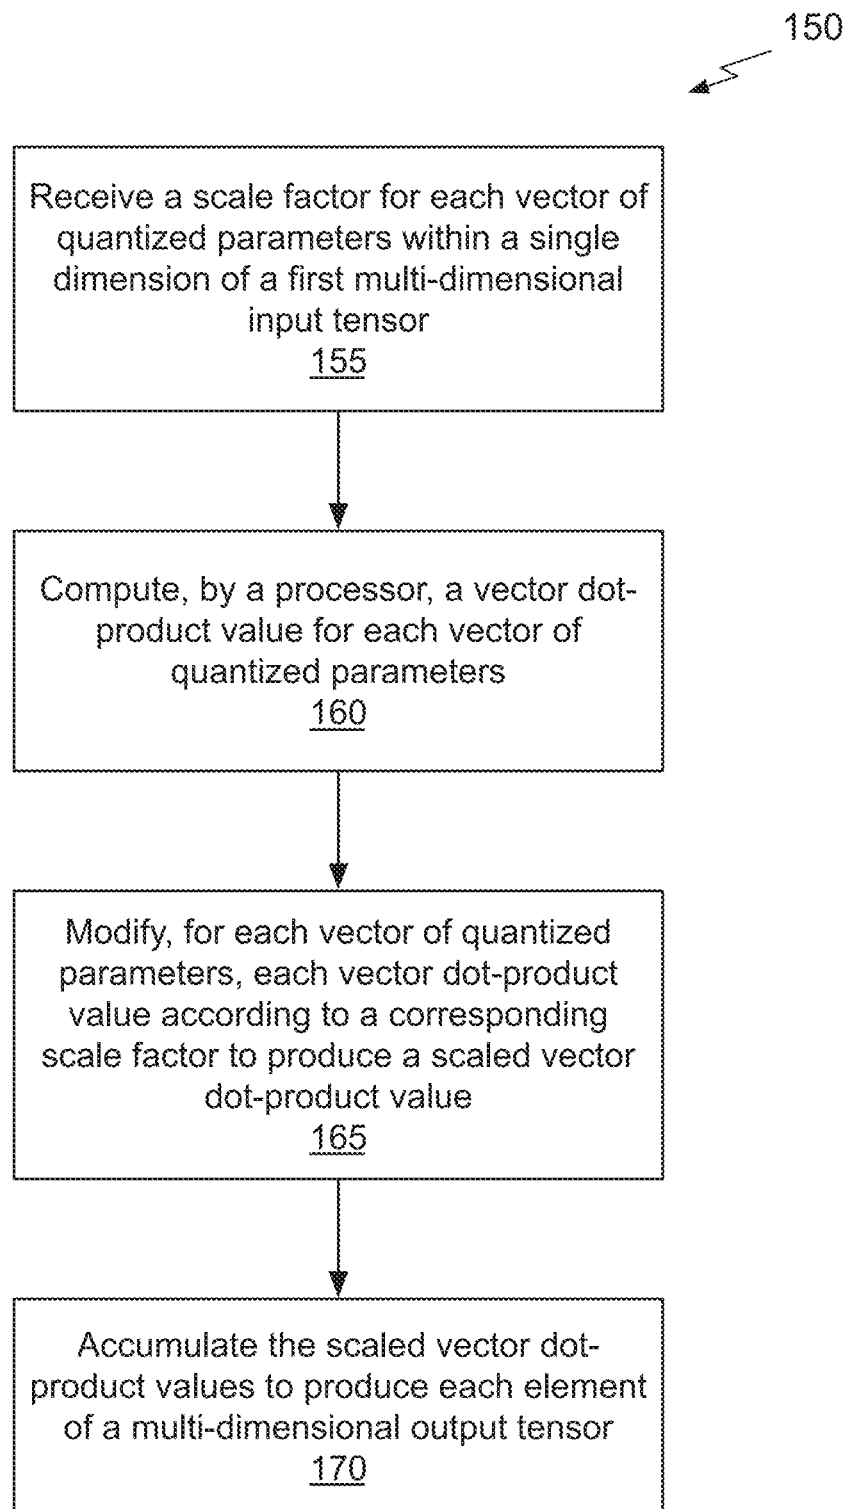 150
Receive a scale factor for each vector of
quantized parameters within a single
dimension of a first multi-dimensional
input tensor
155
Compute, by a processor, a vector dot-
product value for each vector of
quantized parameters
160
Modify, for each vector of quantized
parameters, each vector dot-product
value according to a corresponding
scale factor to produce a scaled vector
dot-product value
165
Accumulate the scaled vector dot-
product values to produce each element
of a multi-dimensional output tensor
170